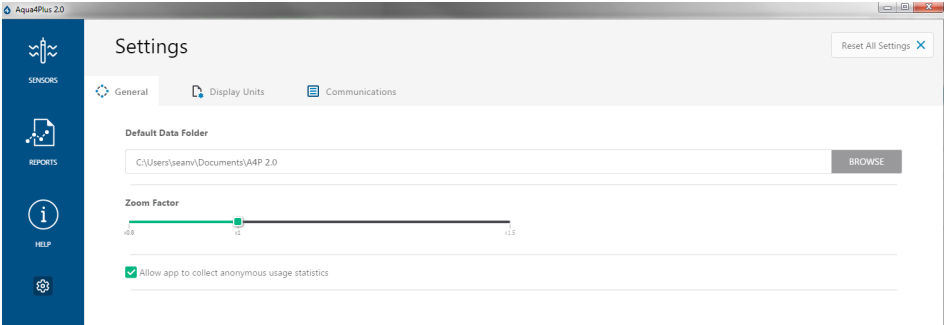 Aqua4Plus 2.0
SENSORS
REPORTS
HELP
Settings
Reset All Settings
General
Display Units
Communications
Default Data Folder
C:\Users\seanv\Documents\A4P 2.0
BROWSE
Zoom Factor
x0.8 x1 x1.5
Allow app to collect anonymous usage statistics